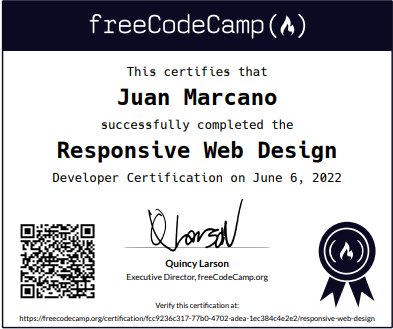 freeCodeCamp(🔥)
This certifies that
Juan Marcano
successfully completed the
Responsive Web Design
Developer Certification on June 6, 2022
Quincy Larson
Executive Director, freeCodeCamp.org
Verify this certification at:
https://freecodecamp.org/certification/fcc9236c317-77b0-4702-adea-1ec384c4e2e2/responsive-web-design